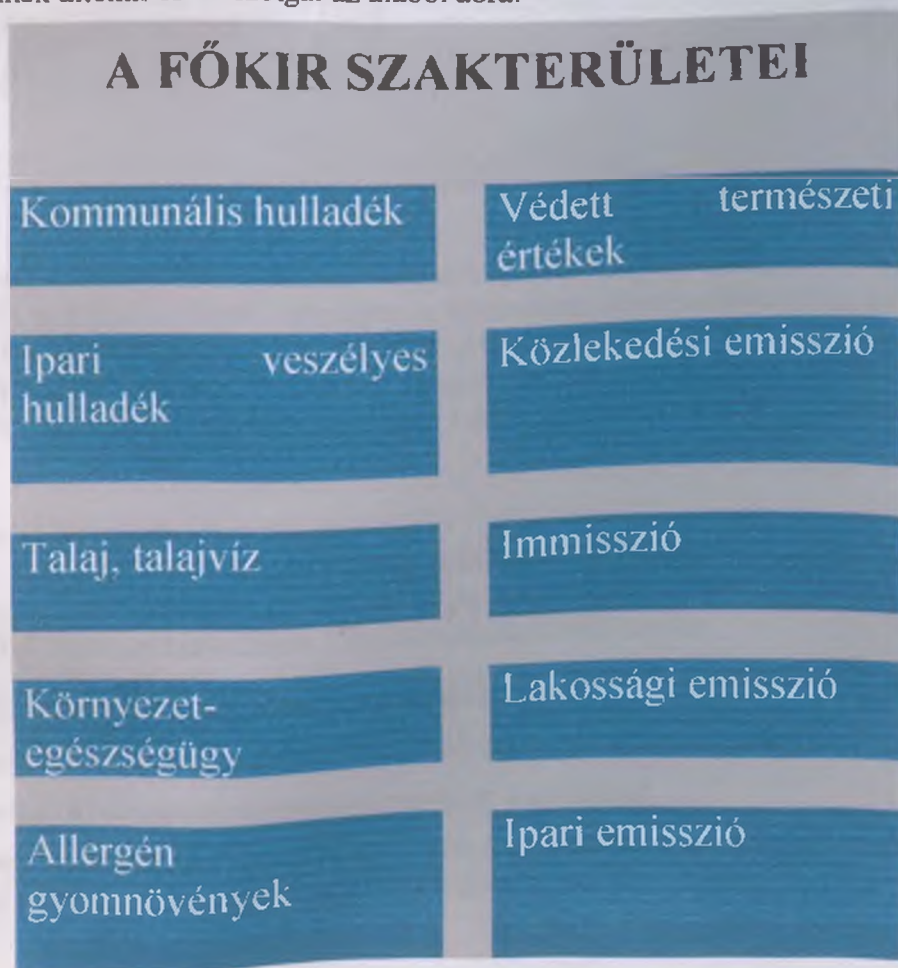 A FŐKIR SZAKTERÜLETEI
Kommunális hulladék
Ipari veszélyes
hulladék
Talaj, talajvíz
Környezet-
egészségügy
Allergén
gyomnövények
Védett természeti
értékek
Közlekedési emisszió
Immisszió
Lakossági emisszió
Ipari emisszió